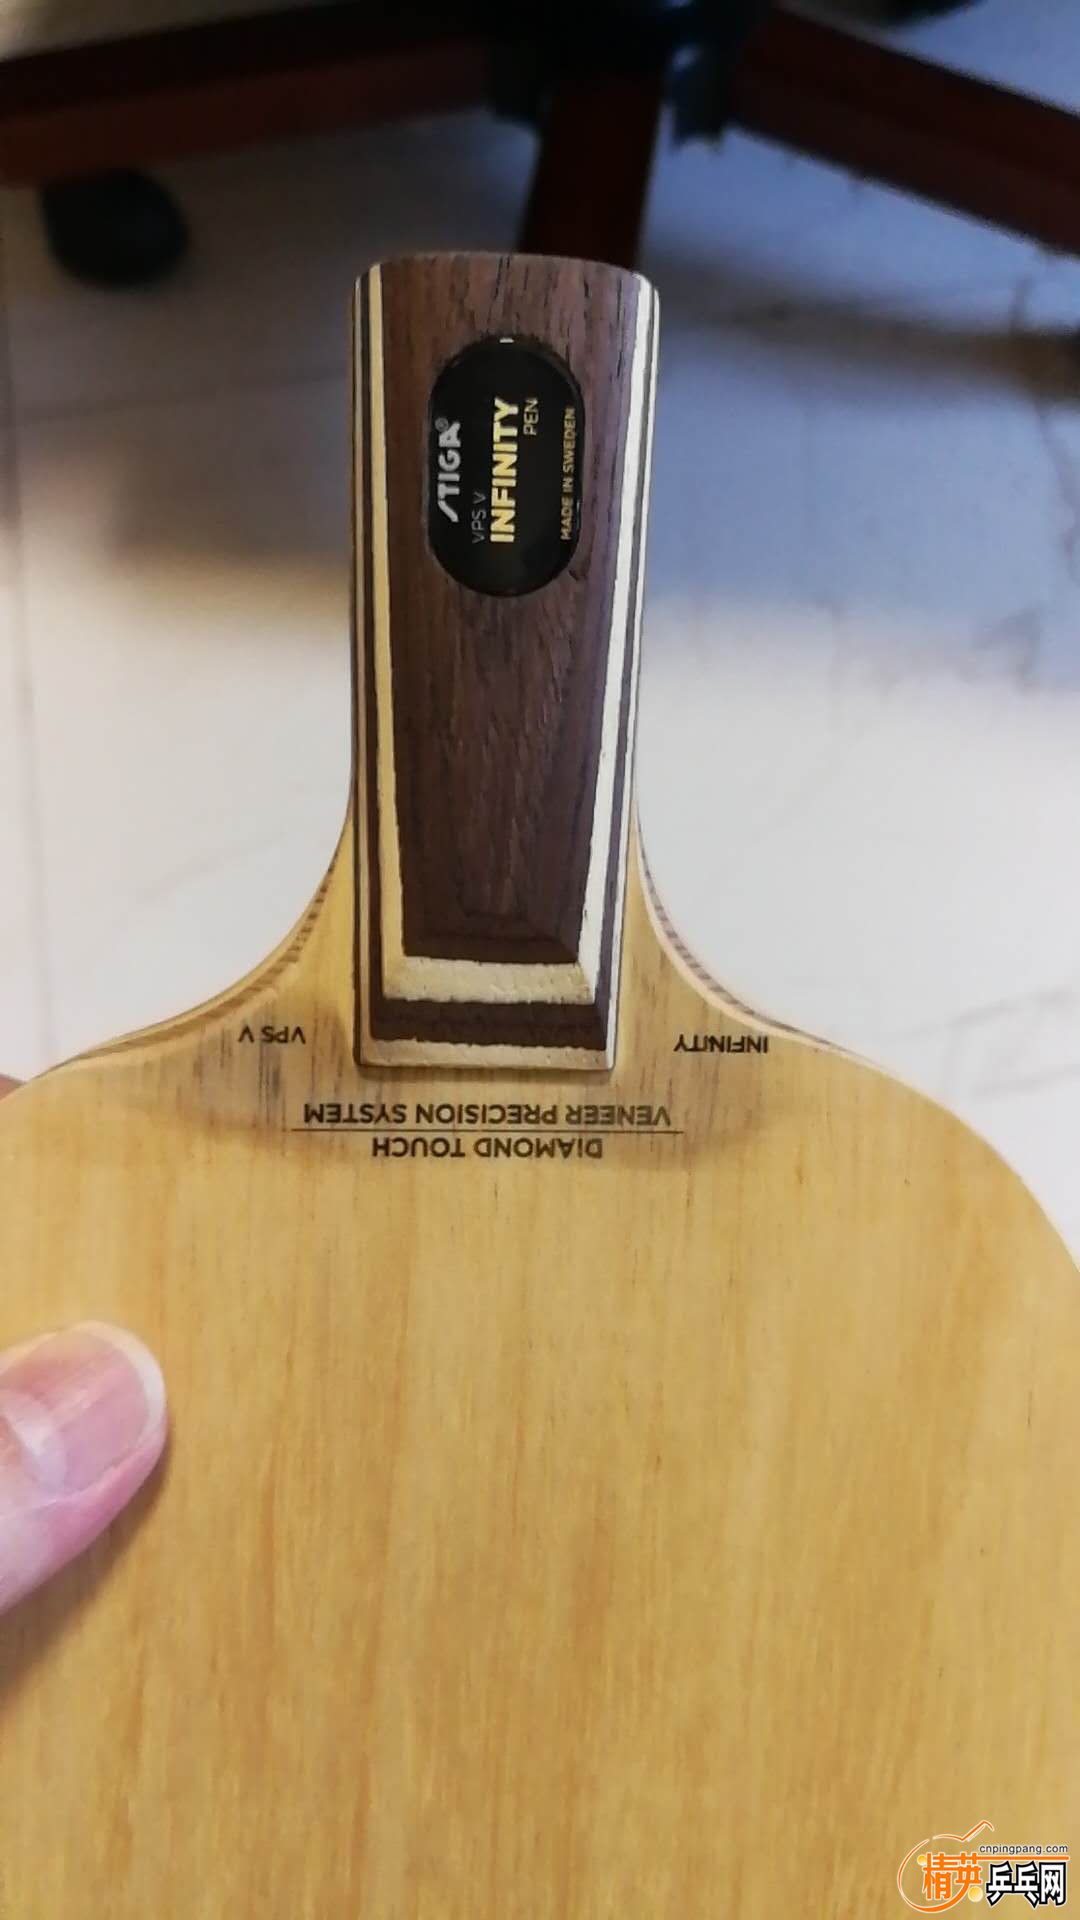 STIGA®
VPS V
INFINITY
PEN
MADE IN SWEDEN
INFINITY
VPS V
DIAMOND TOUCH
VENEER PRECISION SYSTEM
cnpingpang.com
精英乒乓网